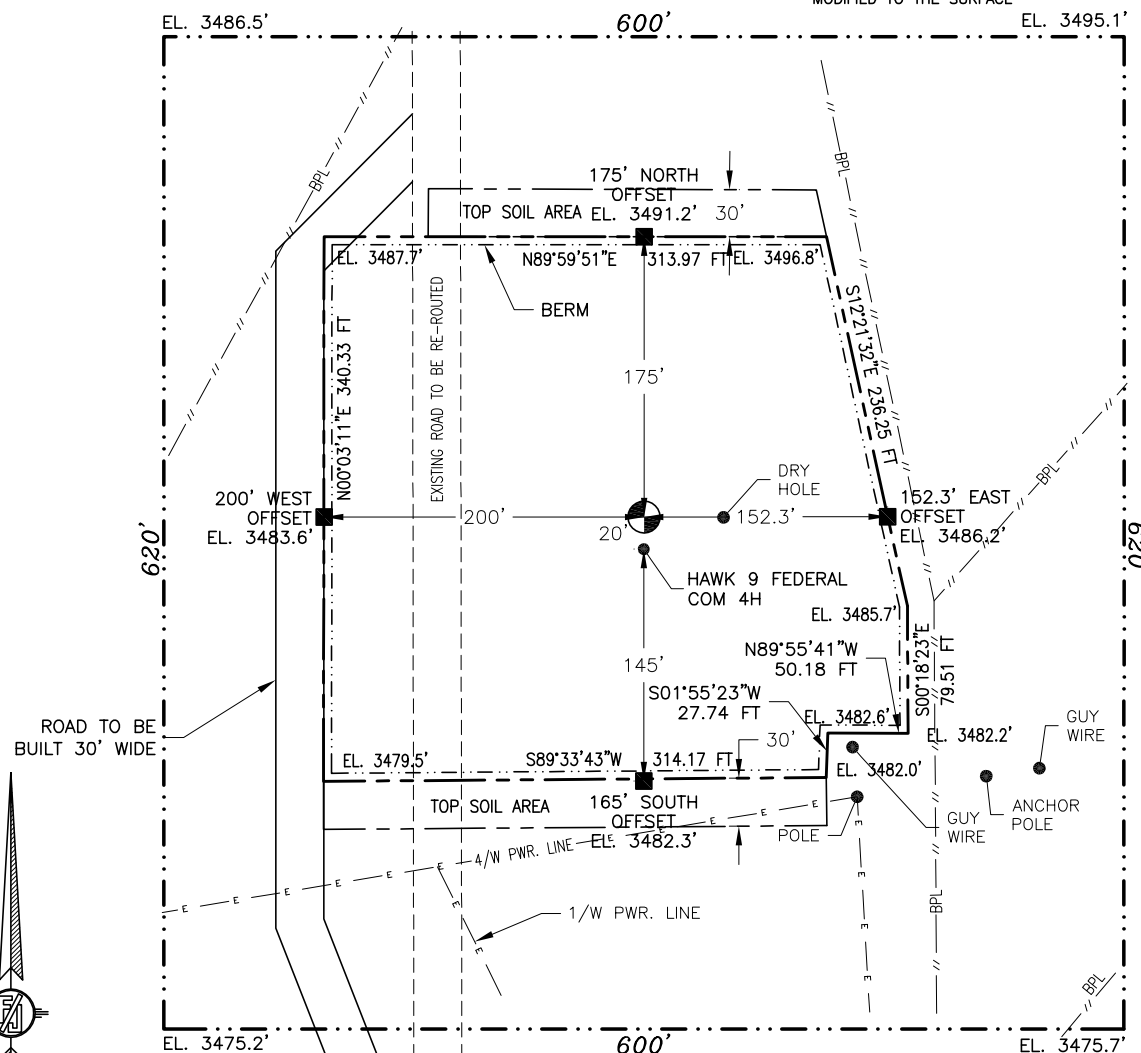 MODIFIED TO THE SURFACE
EL. 3486.5'
600'
EL. 3495.1'
BPL
BPL
175' NORTH
OFFSET
TOP SOIL AREA
EL. 3491.2'
30'
EL. 3487.7'
N89°59'51"E
313.97 FT
EL. 3496.8'
BERM
S12°21'32"E 236.25 FT
N00°03'11"E 340.33 FT
EXISTING ROAD TO BE RE-ROUTED
175'
BPL
DRY
HOLE
200' WEST
OFFSET
EL. 3483.6'
200'
20'
152.3'
152.3' EAST
OFFSET
EL. 3486.2'
620'
620'
HAWK 9 FEDERAL
COM 4H
EL. 3485.7'
S00°18'23"E
79.51 FT
N89°55'41"W
50.18 FT
145'
S01°55'23"W
27.74 FT
EL. 3482.6'
ROAD TO BE
BUILT 30' WIDE
EL. 3482.2'
GUY
WIRE
30'
EL. 3479.5'
S89°33'43"W
314.17 FT
EL. 3482.0'
TOP SOIL AREA
165' SOUTH
OFFSET
EL. 3482.3'
POLE
GUY
WIRE
ANCHOR
POLE
E E E E E 4/W PWR. LINE E E
E
E
E
E
1/W PWR. LINE
E
E
BPL
BPL
EL. 3475.2'
600'
EL. 3475.7'